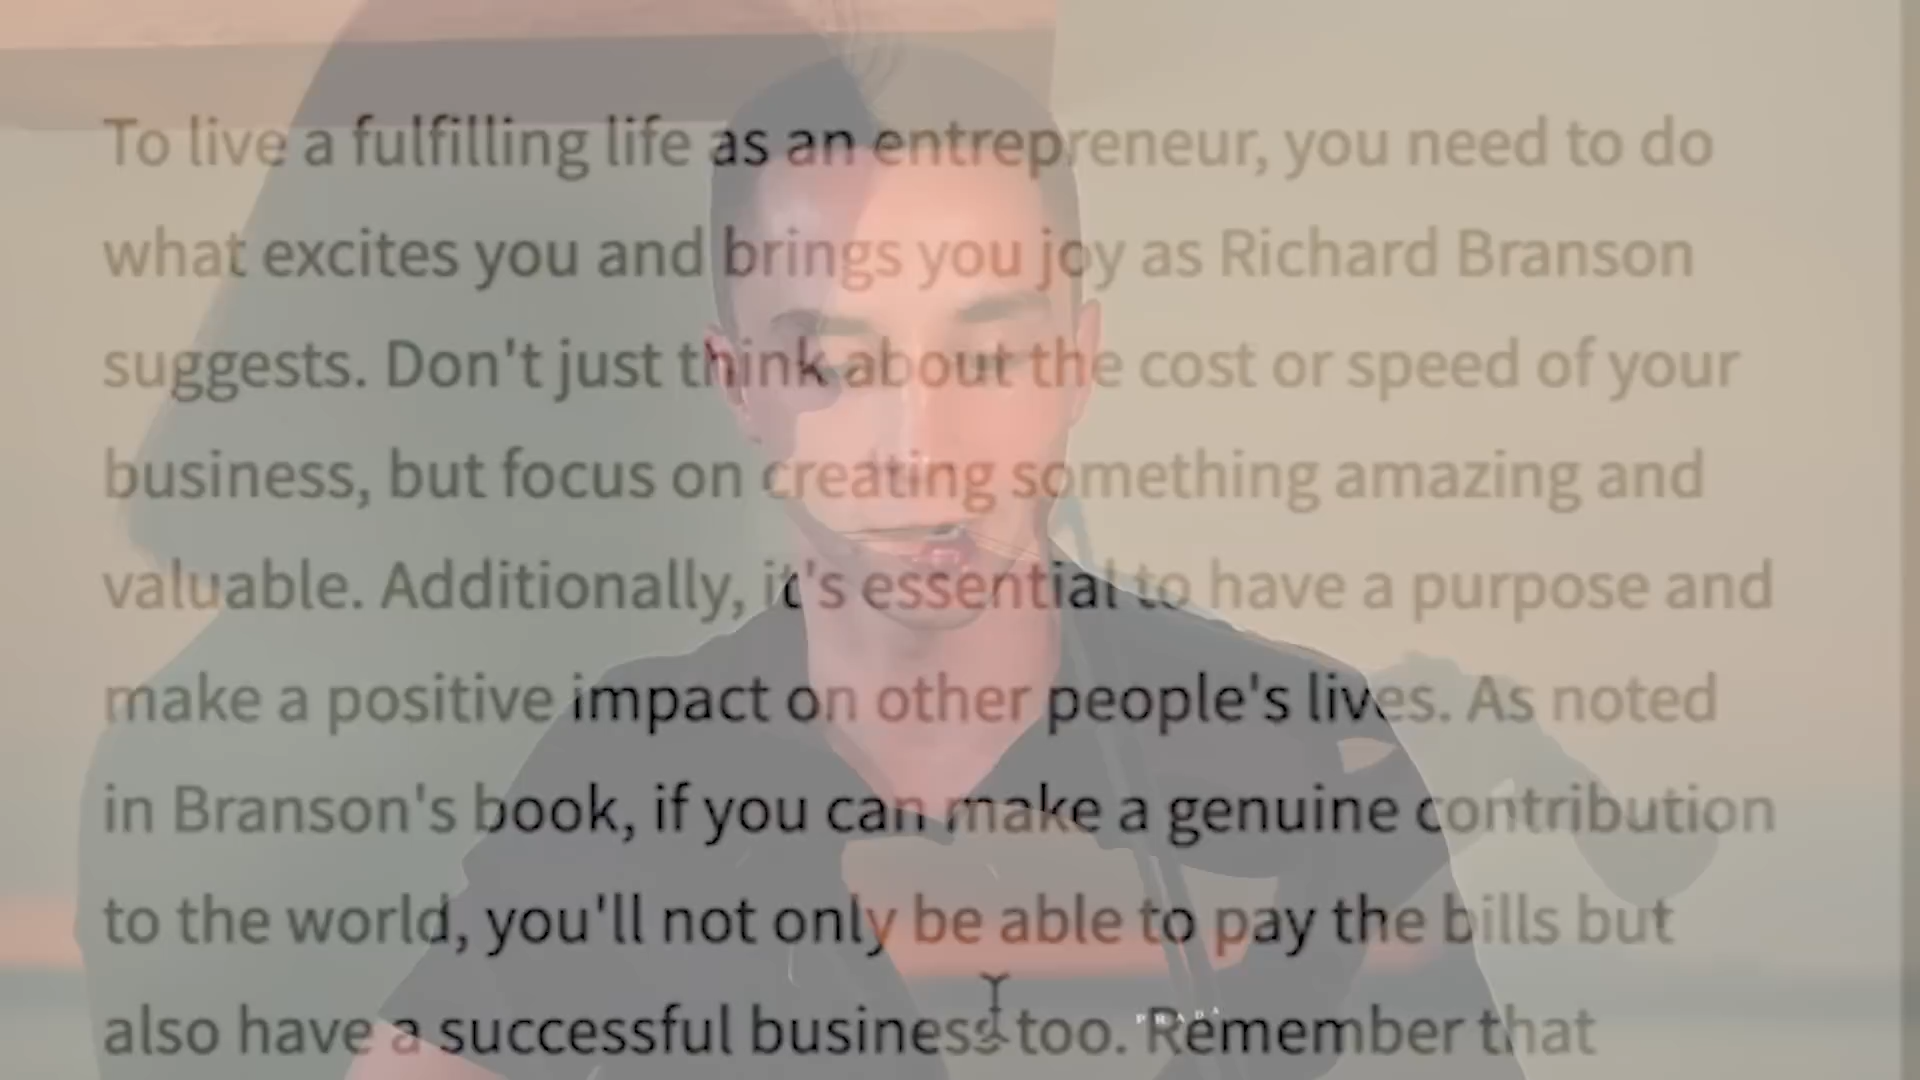 To live a fulfilling life as an entrepreneur, you need to do
what excites you and brings you joy as Richard Branson
suggests. Don't just think about the cost or speed of your
business, but focus on creating something amazing and
valuable. Additionally, it's essential to have a purpose and
make a positive impact on other people's lives. As noted
in Branson's book, if you can make a genuine contribution
to the world, you'll not only be able to pay the bills but
also have a successful business too. Remember that
PRADA